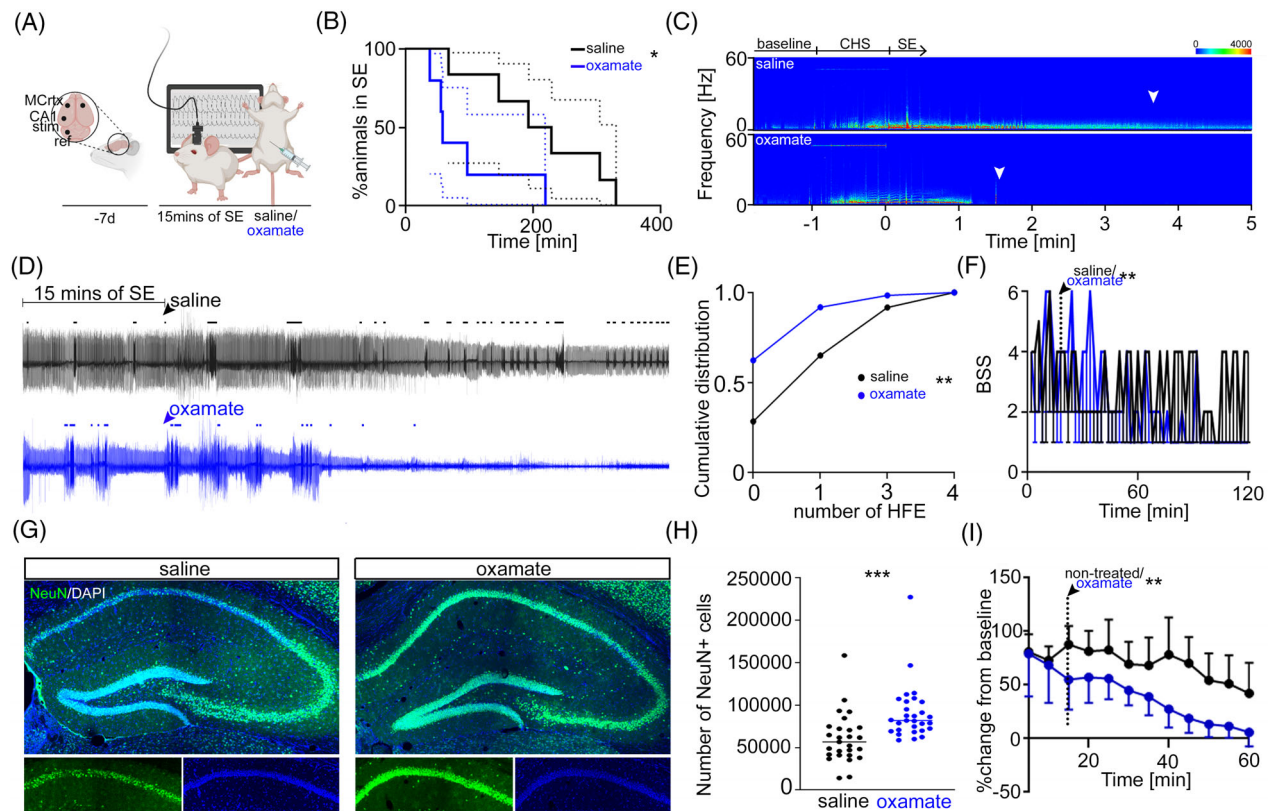 (A)
MCrtx
CA1
stim
ref
-7d
15mins of SE
saline/
oxamate
(B)
%animals in SE
100
50
0
0
200
400
Time [min]
saline
oxamate
*
(C)
baseline
CHS
SE
0
4000
Frequency [Hz]
60
saline
0
60
oxamate
0
-1
0
1
2
3
4
5
Time [min]
(D)
15 mins of SE
saline
oxamate
(E)
Cumulative distribution
1.0
0.5
0
saline
oxamate
**
0
1
3
4
number of HFE
(F)
saline/
oxamate
**
BSS
6
4
2
0
0
60
120
Time [min]
(G)
saline
oxamate
NeuN/DAPI
(H)
Number of NeuN+ cells
250000
200000
150000
100000
50000
0
***
saline
oxamate
(I)
non-treated/
oxamate
**
%change from baseline
150
100
50
0
-50
0
20
40
60
Time [min]